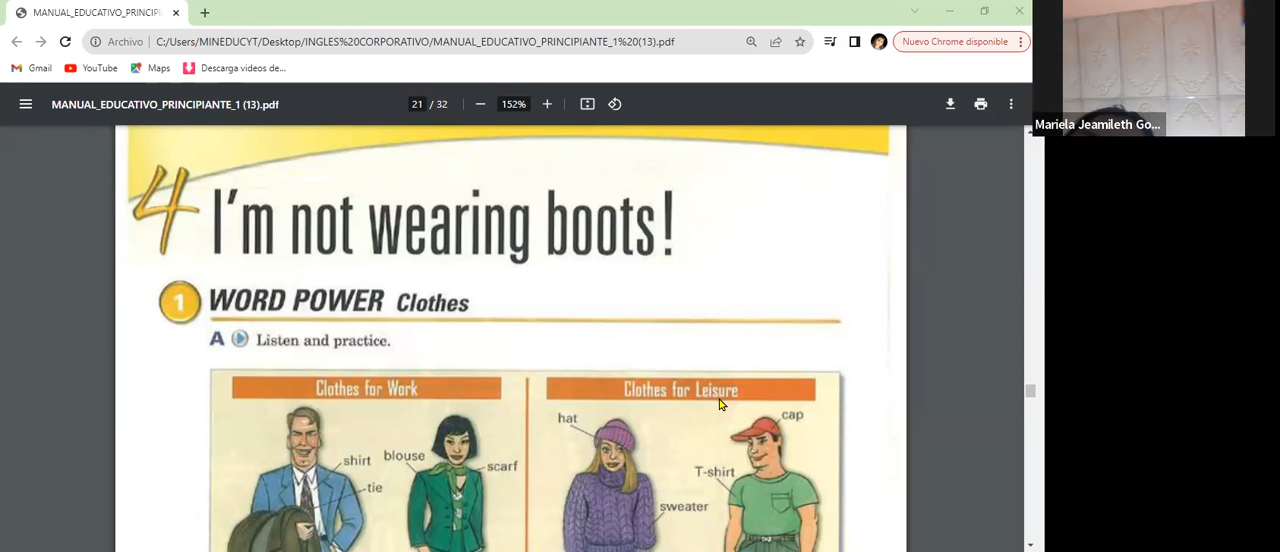 MANUAL_EDUCATIVO_PRINCIPI
Archivo
C:/Users/MINEDUCYT/Desktop/INGLES%20CORPORATIVO/MANUAL_EDUCATIVO_PRINCIPIANTE_1%20(13).pdf
Nuevo Chrome disponible
Gmail
YouTube
Maps
Descarga videos de...
MANUAL_EDUCATIVO_PRINCIPIANTE_1 (13).pdf
21 / 32
152%
Mariela Jeamileth Go...
4 I'm not wearing boots!
1 WORD POWER Clothes
A Listen and practice.
Clothes for Work
Clothes for Leisure
shirt
blouse
scarf
tie
hat
cap
T-shirt
sweater